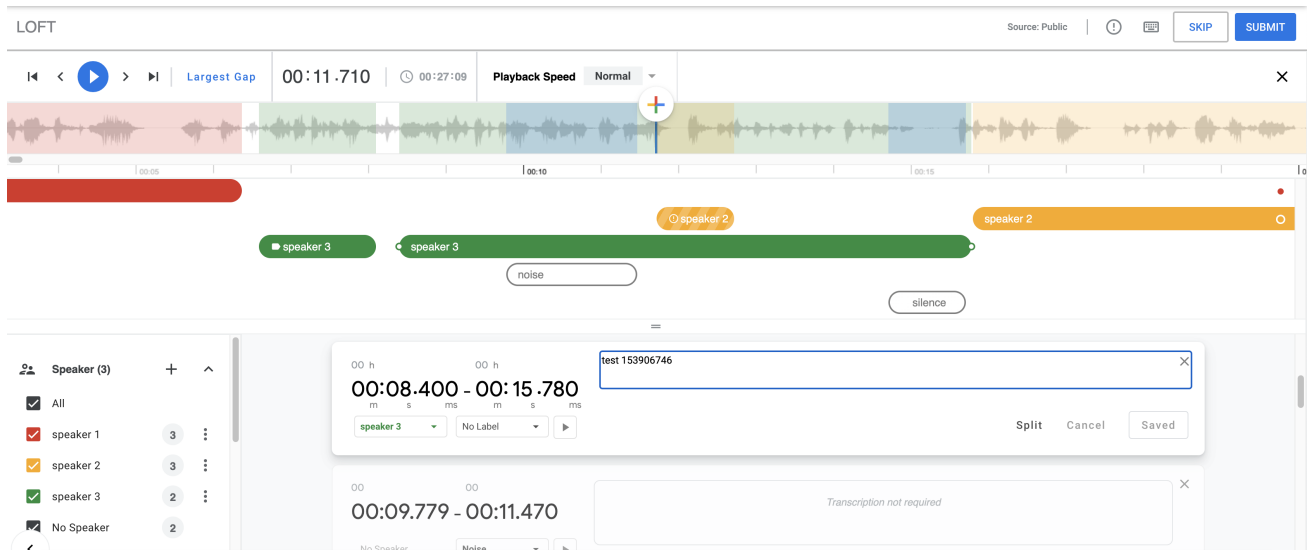 LOFT
Source: Public
SKIP
SUBMIT
Largest Gap
00:11.710
00:27:09
Playback Speed
Normal
00:05
00:10
00:15
0
speaker 2
speaker 2
speaker 3
speaker 3
noise
silence
Speaker (3)
All
speaker 1 3
speaker 2 3
speaker 3 2
No Speaker 2
00 h 00 h
00:08.400 - 00:15.780
m s ms m s ms
speaker 3
No Label
test 153906746
Split
Cancel
Saved
00 00
00:09.779 - 00:11.470
No Speaker
Noise
Transcription not required